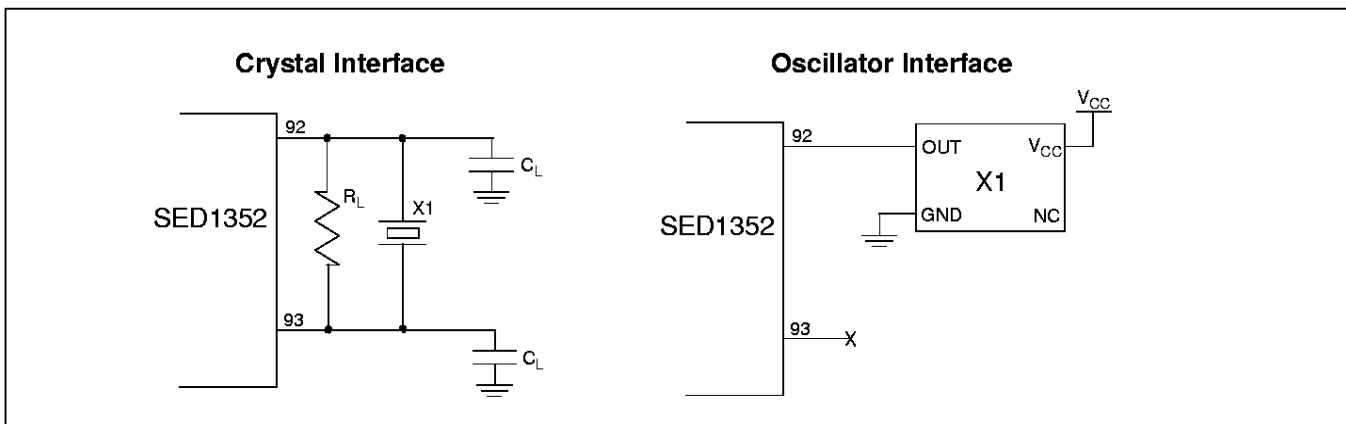 Crystal Interface
92
C_L
R_L
X1
SED1352
93
C_L
Oscillator Interface
V_CC
92
OUT
V_CC
X1
GND
NC
SED1352
93
X